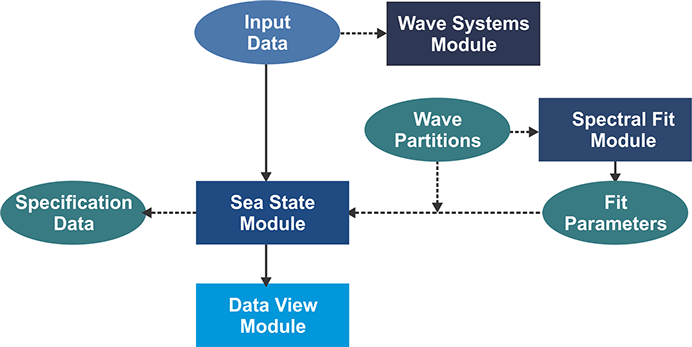 Input
Data
Wave Systems
Module
Wave
Partitions
Spectral Fit
Module
Specification
Data
Sea State
Module
Fit
Parameters
Data View
Module